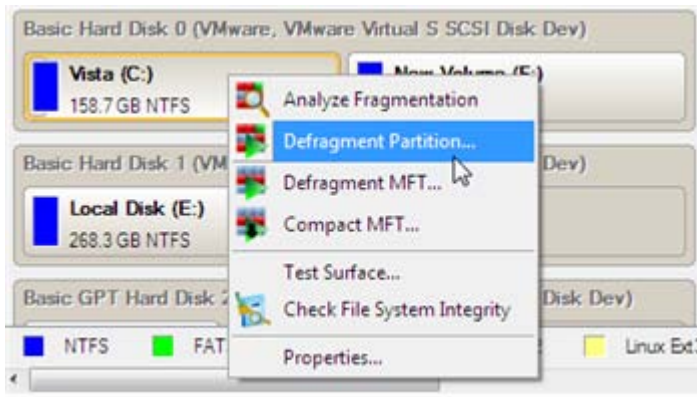 Basic Hard Disk 0 (VMware, VMware Virtual S SCSI Disk Dev)
Vista (C:)
158.7 GB NTFS
New Volume (F:)
Analyze Fragmentation
Defragment Partition...
Basic Hard Disk 1 (VM
Dev)
Defragment MFT...
Local Disk (E:)
268.3 GB NTFS
Compact MFT...
Test Surface...
Basic GPT Hard Disk 2
Disk Dev)
Check File System Integrity
NTFS
FAT
Linux Ext
Properties...